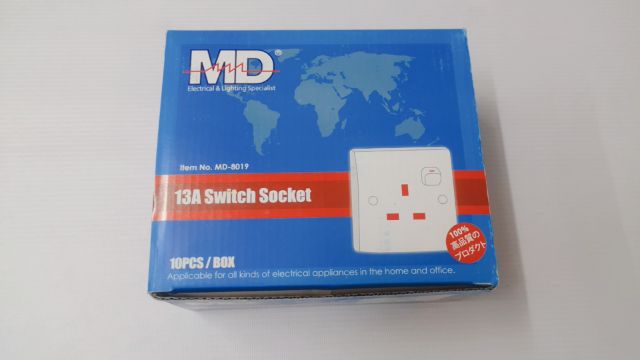 MD®
Electrical & Lighting Specialist
Item No. MD-8019
13A Switch Socket
100%
高品質の
プロダクト
10PCS / BOX
Applicable for all kinds of electrical appliances in the home and office.